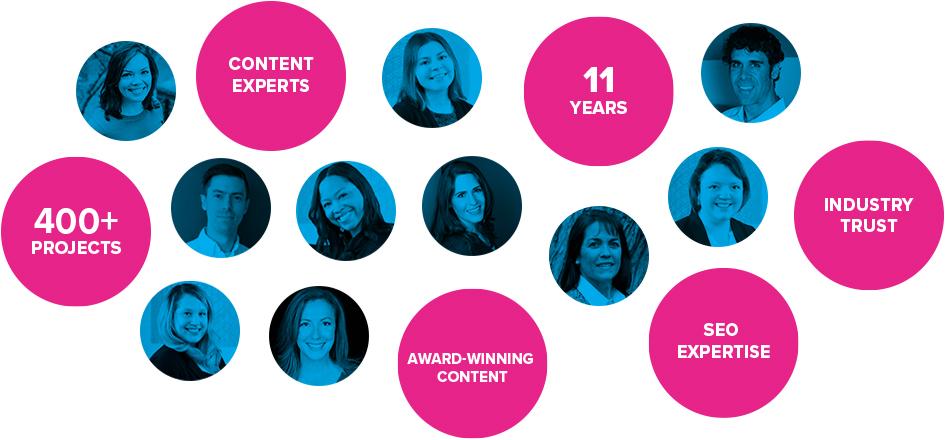 CONTENT
EXPERTS
11
YEARS
400+
PROJECTS
INDUSTRY
TRUST
AWARD-WINNING
CONTENT
SEO
EXPERTISE